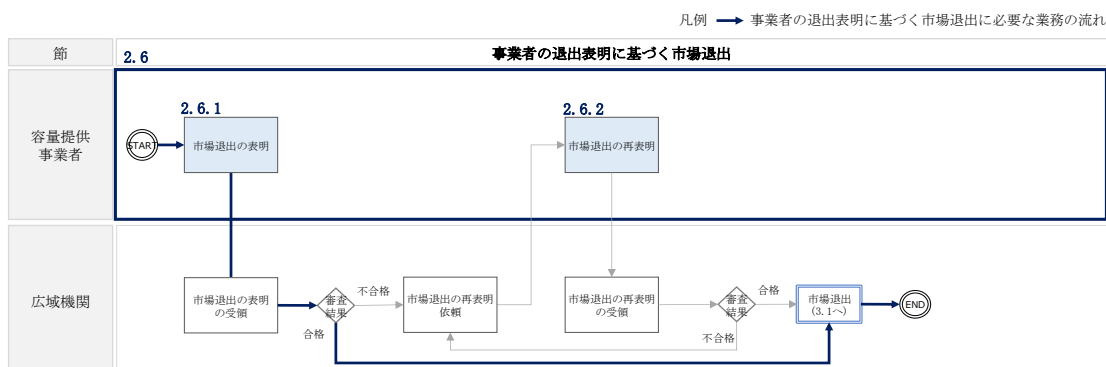 凡例 事業者の退出表明に基づく市場退出に必要な業務の流れ
節
2.6
事業者の退出表明に基づく市場退出
容量提供
事業者
START
2.6.1
市場退出の表明
2.6.2
市場退出の再表明
広域機関
市場退出の表明
の受領
審査
結果
不合格
合格
市場退出の再表明
依頼
市場退出の再表明
の受領
審査
結果
合格
不合格
市場退出
(3.1へ)
END